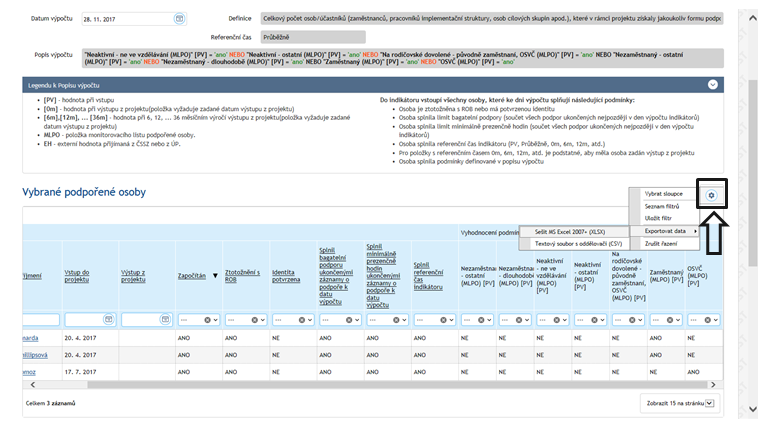 Datum výpočtu 28. 11. 2017 Definice Celkový počet osob/účastníků (zaměstnanců, pracovníků implementační struktury, osob cílových skupin apod.), které v rámci projektu získaly jakoukoliv formu podpo
Referenční čas Průběžně
Popis výpočtu "Neaktivní - ne ve vzdělávání (MLPO)" [PV] = 'ano' NEBO "Neaktivní - ostatní (MLPO)" [PV] = 'ano' NEBO "Na rodičovské dovolené - původně zaměstnaní, OSVČ (MLPO)" [PV] = 'ano' NEBO "Nezaměstnaný - ostatní
(MLPO)" [PV] = 'ano' NEBO "Nezaměstnaný - dlouhodobě (MLPO)" [PV] = 'ano' NEBO "Zaměstnaný (MLPO)" [PV] = 'ano' NEBO "OSVČ (MLPO)" [PV] = 'ano'
Legendu k Popisu výpočtu
• [PV] - hodnota při vstupu
• [0m] - hodnota při výstupu z projektu(položka vyžaduje zadané datum výstupu z projektu)
• [6m],[12m], ... [36m] - hodnota při 6, 12, ... 36 měsíčním výročí výstupu z projektu(položka vyžaduje zadané
datum výstupu z projektu)
• MLPO - položka monitorovacího listu podpořené osoby.
• EH - externí hodnota přijímaná z ČSSZ nebo z ÚP.
Do indikátoru vstoupí všechny osoby, které ke dni výpočtu splňují následující podmínky:
• Osoba je ztotožněna s ROB nebo má potvrzenu identitu
• Osoba splnila limit bagatelní podpory (součet všech podpor ukončených nejpozději v den výpočtu indikátorů)
• Osoba splnila limit minimálně prezenčně hodin (součet všech podpor ukončených nejpozději v den výpočtu
indikátorů)
• Osoba splnila referenční čas indikátoru (PV, Průběžně, 0m, 6m, 12m, atd.)
• Pro položky s referenčním časem 0m, 6m, 12m, atd. je podstatné, aby měla osoba zadán výstup z projektu
• Osoba splnila podmínky definované v popisu výpočtu
Vybrané podpořené osoby
Vybrat sloupce
Seznam filtrů
Uložit filtr
Exportovat data
Zrušit řazení
Sešit MS Excel 2007+ (XLSX)
Textový soubor s oddělovači (CSV)
Vyhodnocení podmín
Jméní Vstup do projektu Výstup z projektu Započítán ▼ Ztotožněný s ROB Identita potvrzena Splnil bagatelní podporu ukončenými záznamy o podpoře k datu výpočtu Splnil minimálně prezenčně hodin ukončenými záznamy o podpoře k datu výpočtu Splnil referenční čas indikátoru Nezaměstnaný - ostatní (MLPO) [PV] Nezaměstnaný - dlouhodobě (MLPO) [PV] Neaktivní - ne ve vzdělávání (MLPO) [PV] Neaktivní - ostatní (MLPO) [PV] Na rodičovské dovolené - původně zaměstnaní, OSVČ (MLPO) [PV] Zaměstnaný (MLPO) [PV] OSVČ (MLPO) [PV]
--- --- --- --- --- --- --- --- --- --- --- --- ---
narda 20. 4. 2017 ANO ANO NE ANO ANO ANO NE NE NE NE NE ANO NE
hilipsová 20. 4. 2017 ANO ANO NE ANO ANO ANO NE NE NE NE NE ANO NE
omoz 17. 7. 2017 ANO ANO NE ANO ANO ANO NE NE NE NE NE NE ANO
Celkem 3 záznamů Zobrazit 15 na stránku